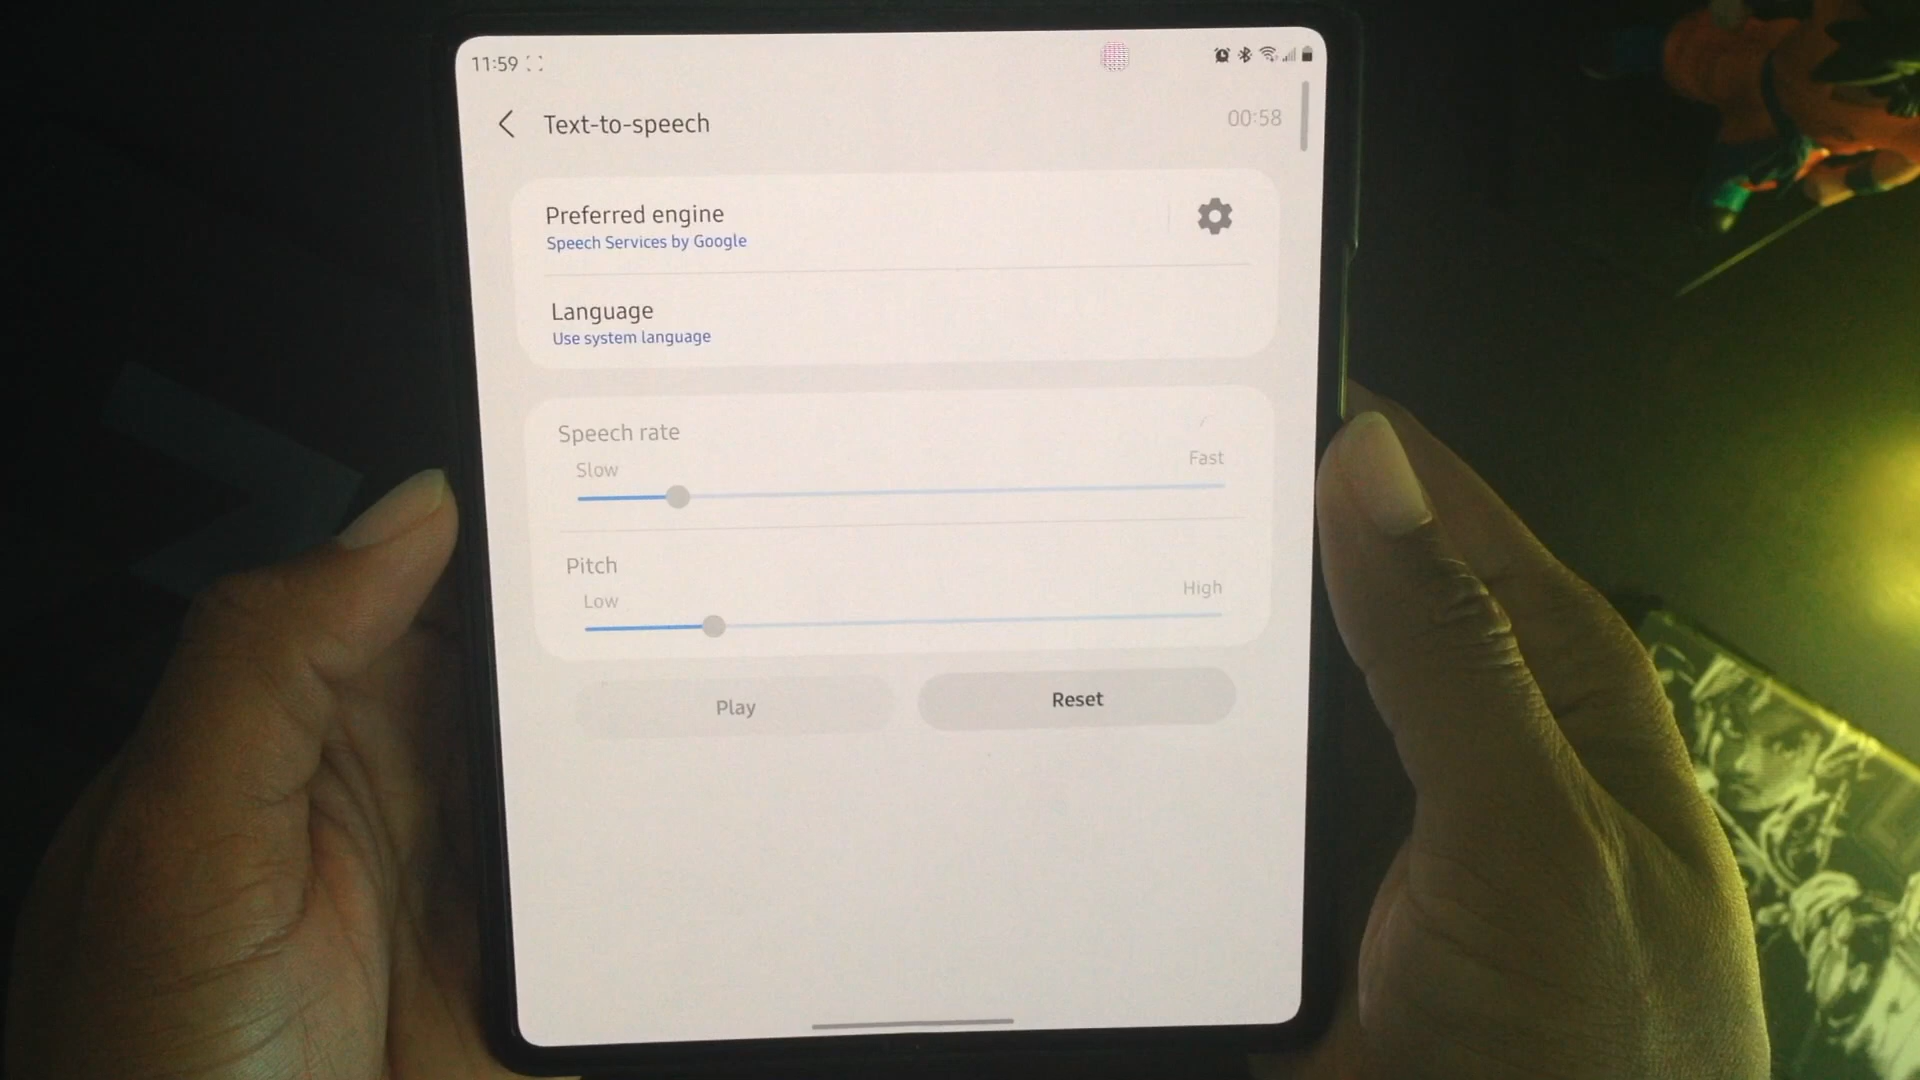 11:59
Text-to-speech
00:58
Preferred engine
Speech Services by Google
Language
Use system language
Speech rate
Slow
Fast
Pitch
Low
High
Play
Reset